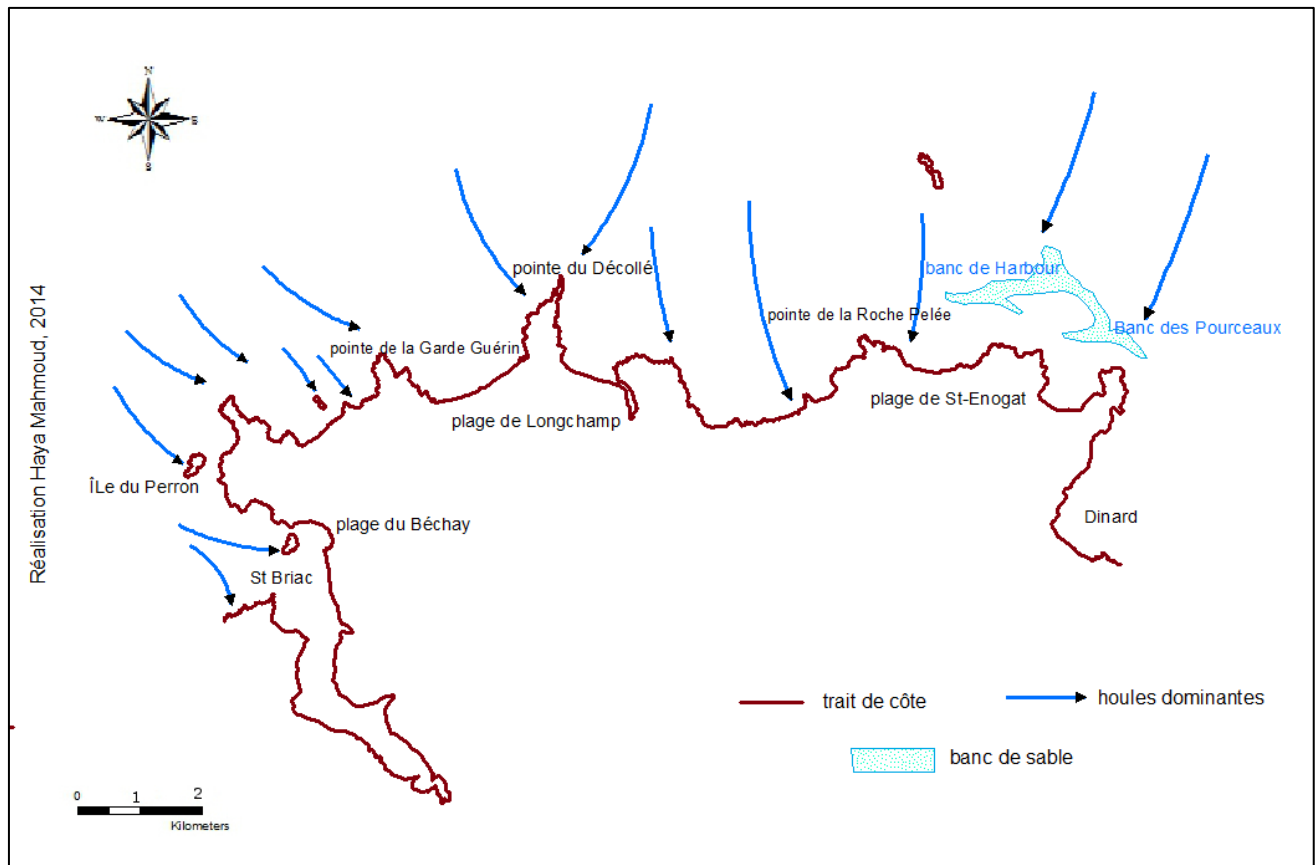 N
W
E
S
pointe du Décollé
banc de Harbour
pointe de la Roche Pelée
Banc des Pourceaux
pointe de la Garde Guérin
plage de St-Enogat
plage de Longchamp
ÎLe du Perron
Dinard
plage du Béchay
St Briac
Réalisation Haya Mahmoud, 2014
trait de côte
houles dominantes
banc de sable
0 1 2
Kilometers